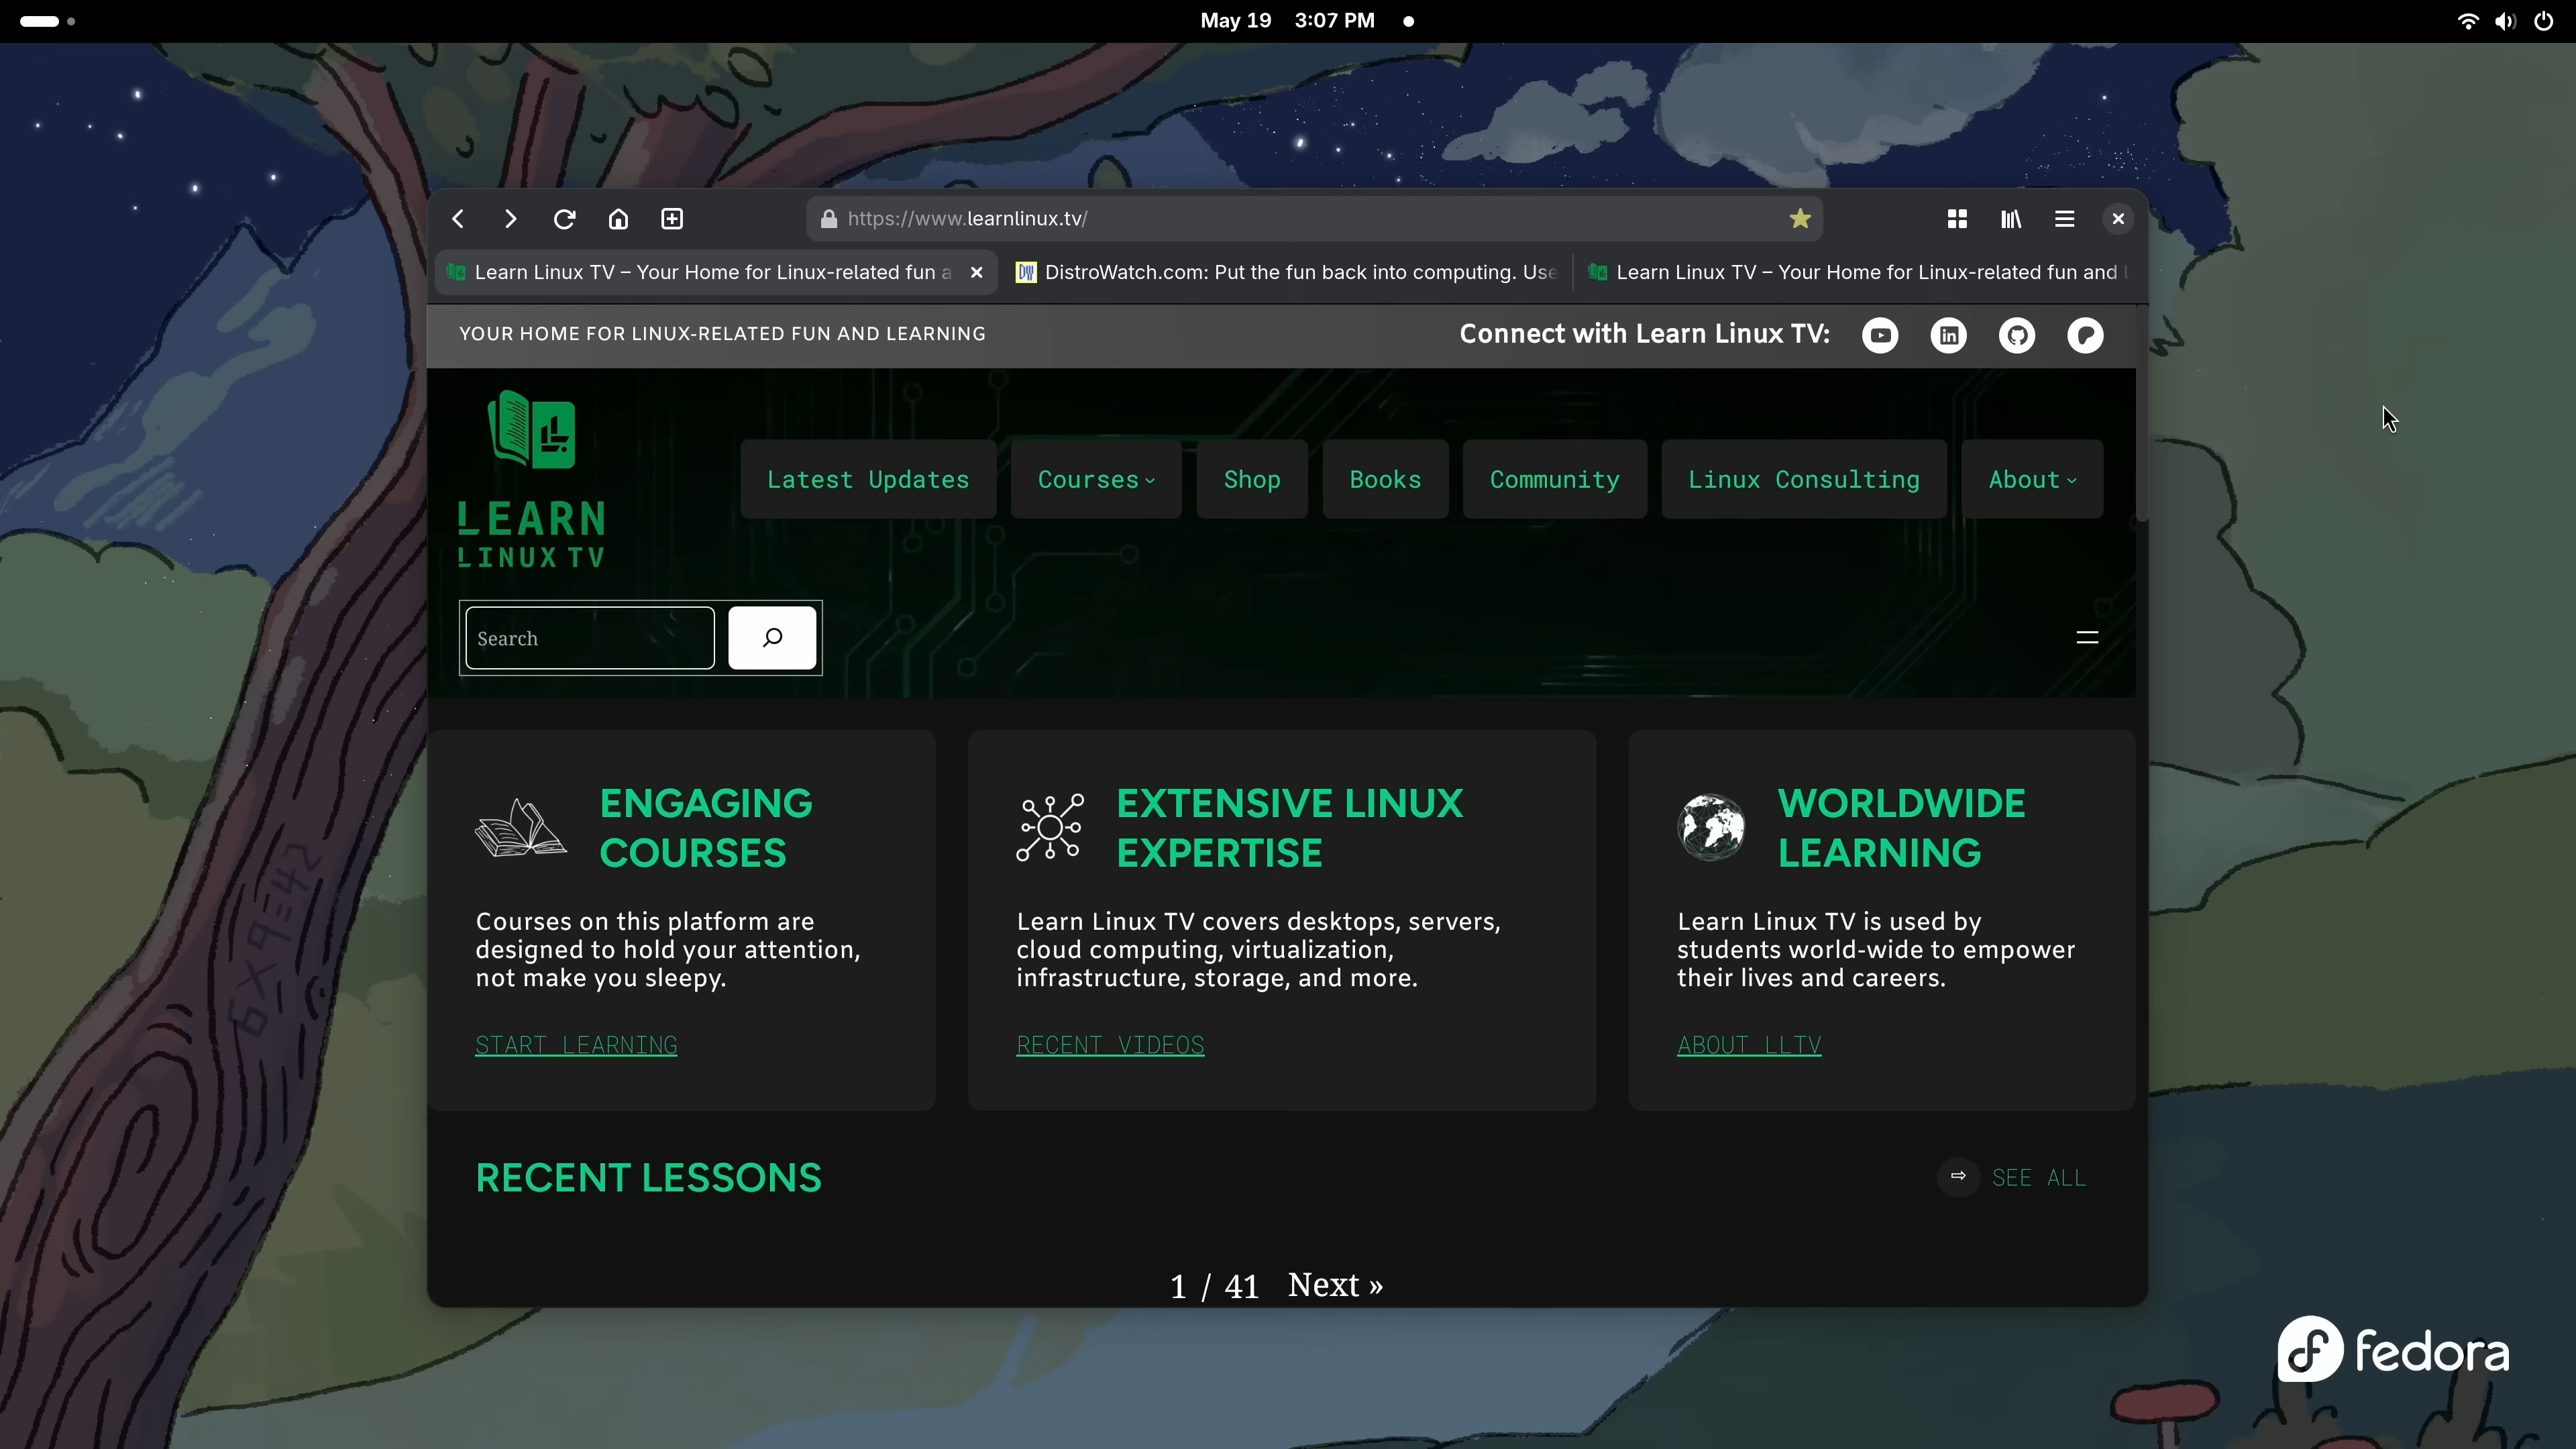 May 19 3:07 PM
https://www.learnlinux.tv/
Learn Linux TV – Your Home for Linux-related fun a
DistroWatch.com: Put the fun back into computing. Use
Learn Linux TV – Your Home for Linux-related fun and l
YOUR HOME FOR LINUX-RELATED FUN AND LEARNING
Connect with Learn Linux TV:
LEARN
LINUX TV
Latest Updates
Courses
Shop
Books
Community
Linux Consulting
About
Search
ENGAGING
COURSES
Courses on this platform are
designed to hold your attention,
not make you sleepy.
START LEARNING
EXTENSIVE LINUX
EXPERTISE
Learn Linux TV covers desktops, servers,
cloud computing, virtualization,
infrastructure, storage, and more.
RECENT VIDEOS
WORLDWIDE
LEARNING
Learn Linux TV is used by
students world-wide to empower
their lives and careers.
ABOUT LLTV
RECENT LESSONS
⇨ SEE ALL
1 / 41 Next »
6×9=42
fedora